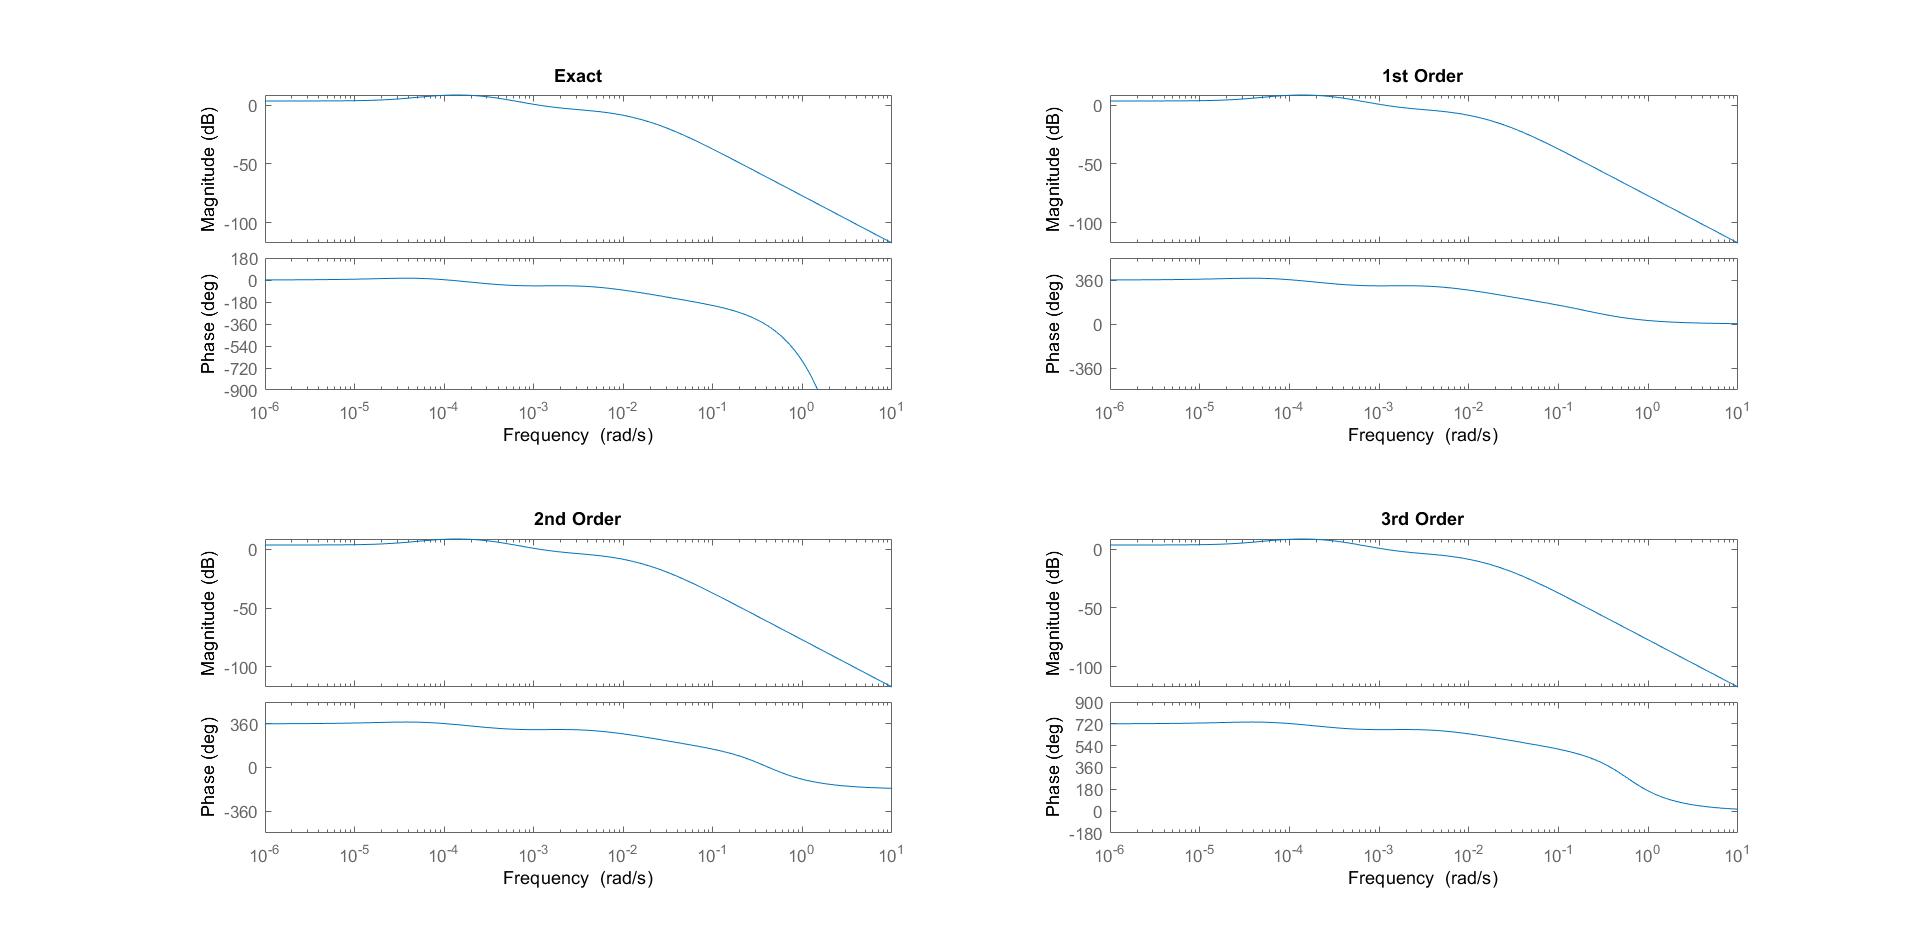 Exact
Magnitude (dB)
0
-50
-100
Phase (deg)
180
0
-180
-360
-540
-720
-900
10-6 10-5 10-4 10-3 10-2 10-1 100 101
Frequency (rad/s)
1st Order
Magnitude (dB)
0
-50
-100
Phase (deg)
360
0
-360
10-6 10-5 10-4 10-3 10-2 10-1 100 101
Frequency (rad/s)
2nd Order
Magnitude (dB)
0
-50
-100
Phase (deg)
360
0
-360
10-6 10-5 10-4 10-3 10-2 10-1 100 101
Frequency (rad/s)
3rd Order
Magnitude (dB)
0
-50
-100
Phase (deg)
900
720
540
360
180
0
-180
10-6 10-5 10-4 10-3 10-2 10-1 100 101
Frequency (rad/s)